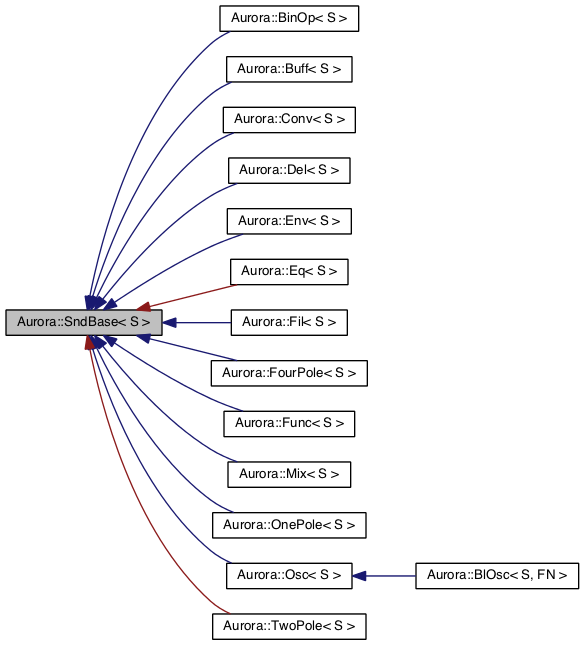 Aurora::BinOp< S >
Aurora::Buff< S >
Aurora::Conv< S >
Aurora::Del< S >
Aurora::Env< S >
Aurora::Eq< S >
Aurora::SndBase< S >
Aurora::Fil< S >
Aurora::FourPole< S >
Aurora::Func< S >
Aurora::Mix< S >
Aurora::OnePole< S >
Aurora::Osc< S >
Aurora::BlOsc< S, FN >
Aurora::TwoPole< S >